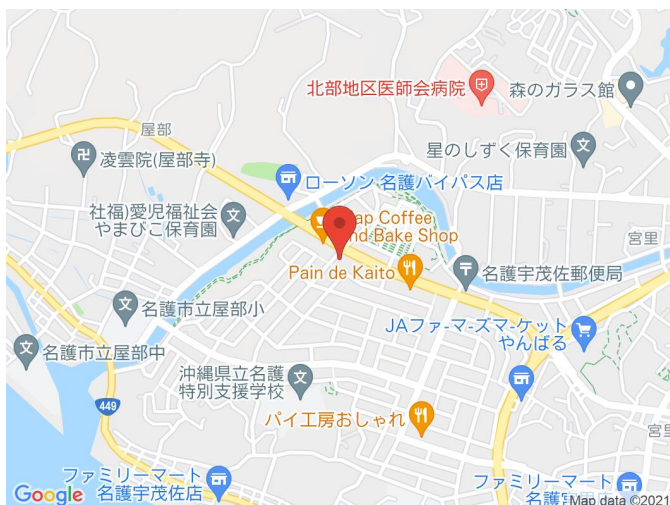 北部地区医師会病院
森のガラス館
屋部
凌雲院(屋部寺)
星のしずく保育園
ローソン 名護バイパス店
社福)愛児福祉会
やまびこ保育園
ap Coffee
nd Bake Shop
宮里
Pain de Kaito
名護宇茂佐郵便局
名護市立屋部小
JAファーマーズマーケット
やんばる
名護市立屋部中
沖縄県立名護
特別支援学校
449
パイ工房おしゃれ
宮里
ファミリーマート
名護宇茂佐店
ファミリーマート
Google
Map data ©2021